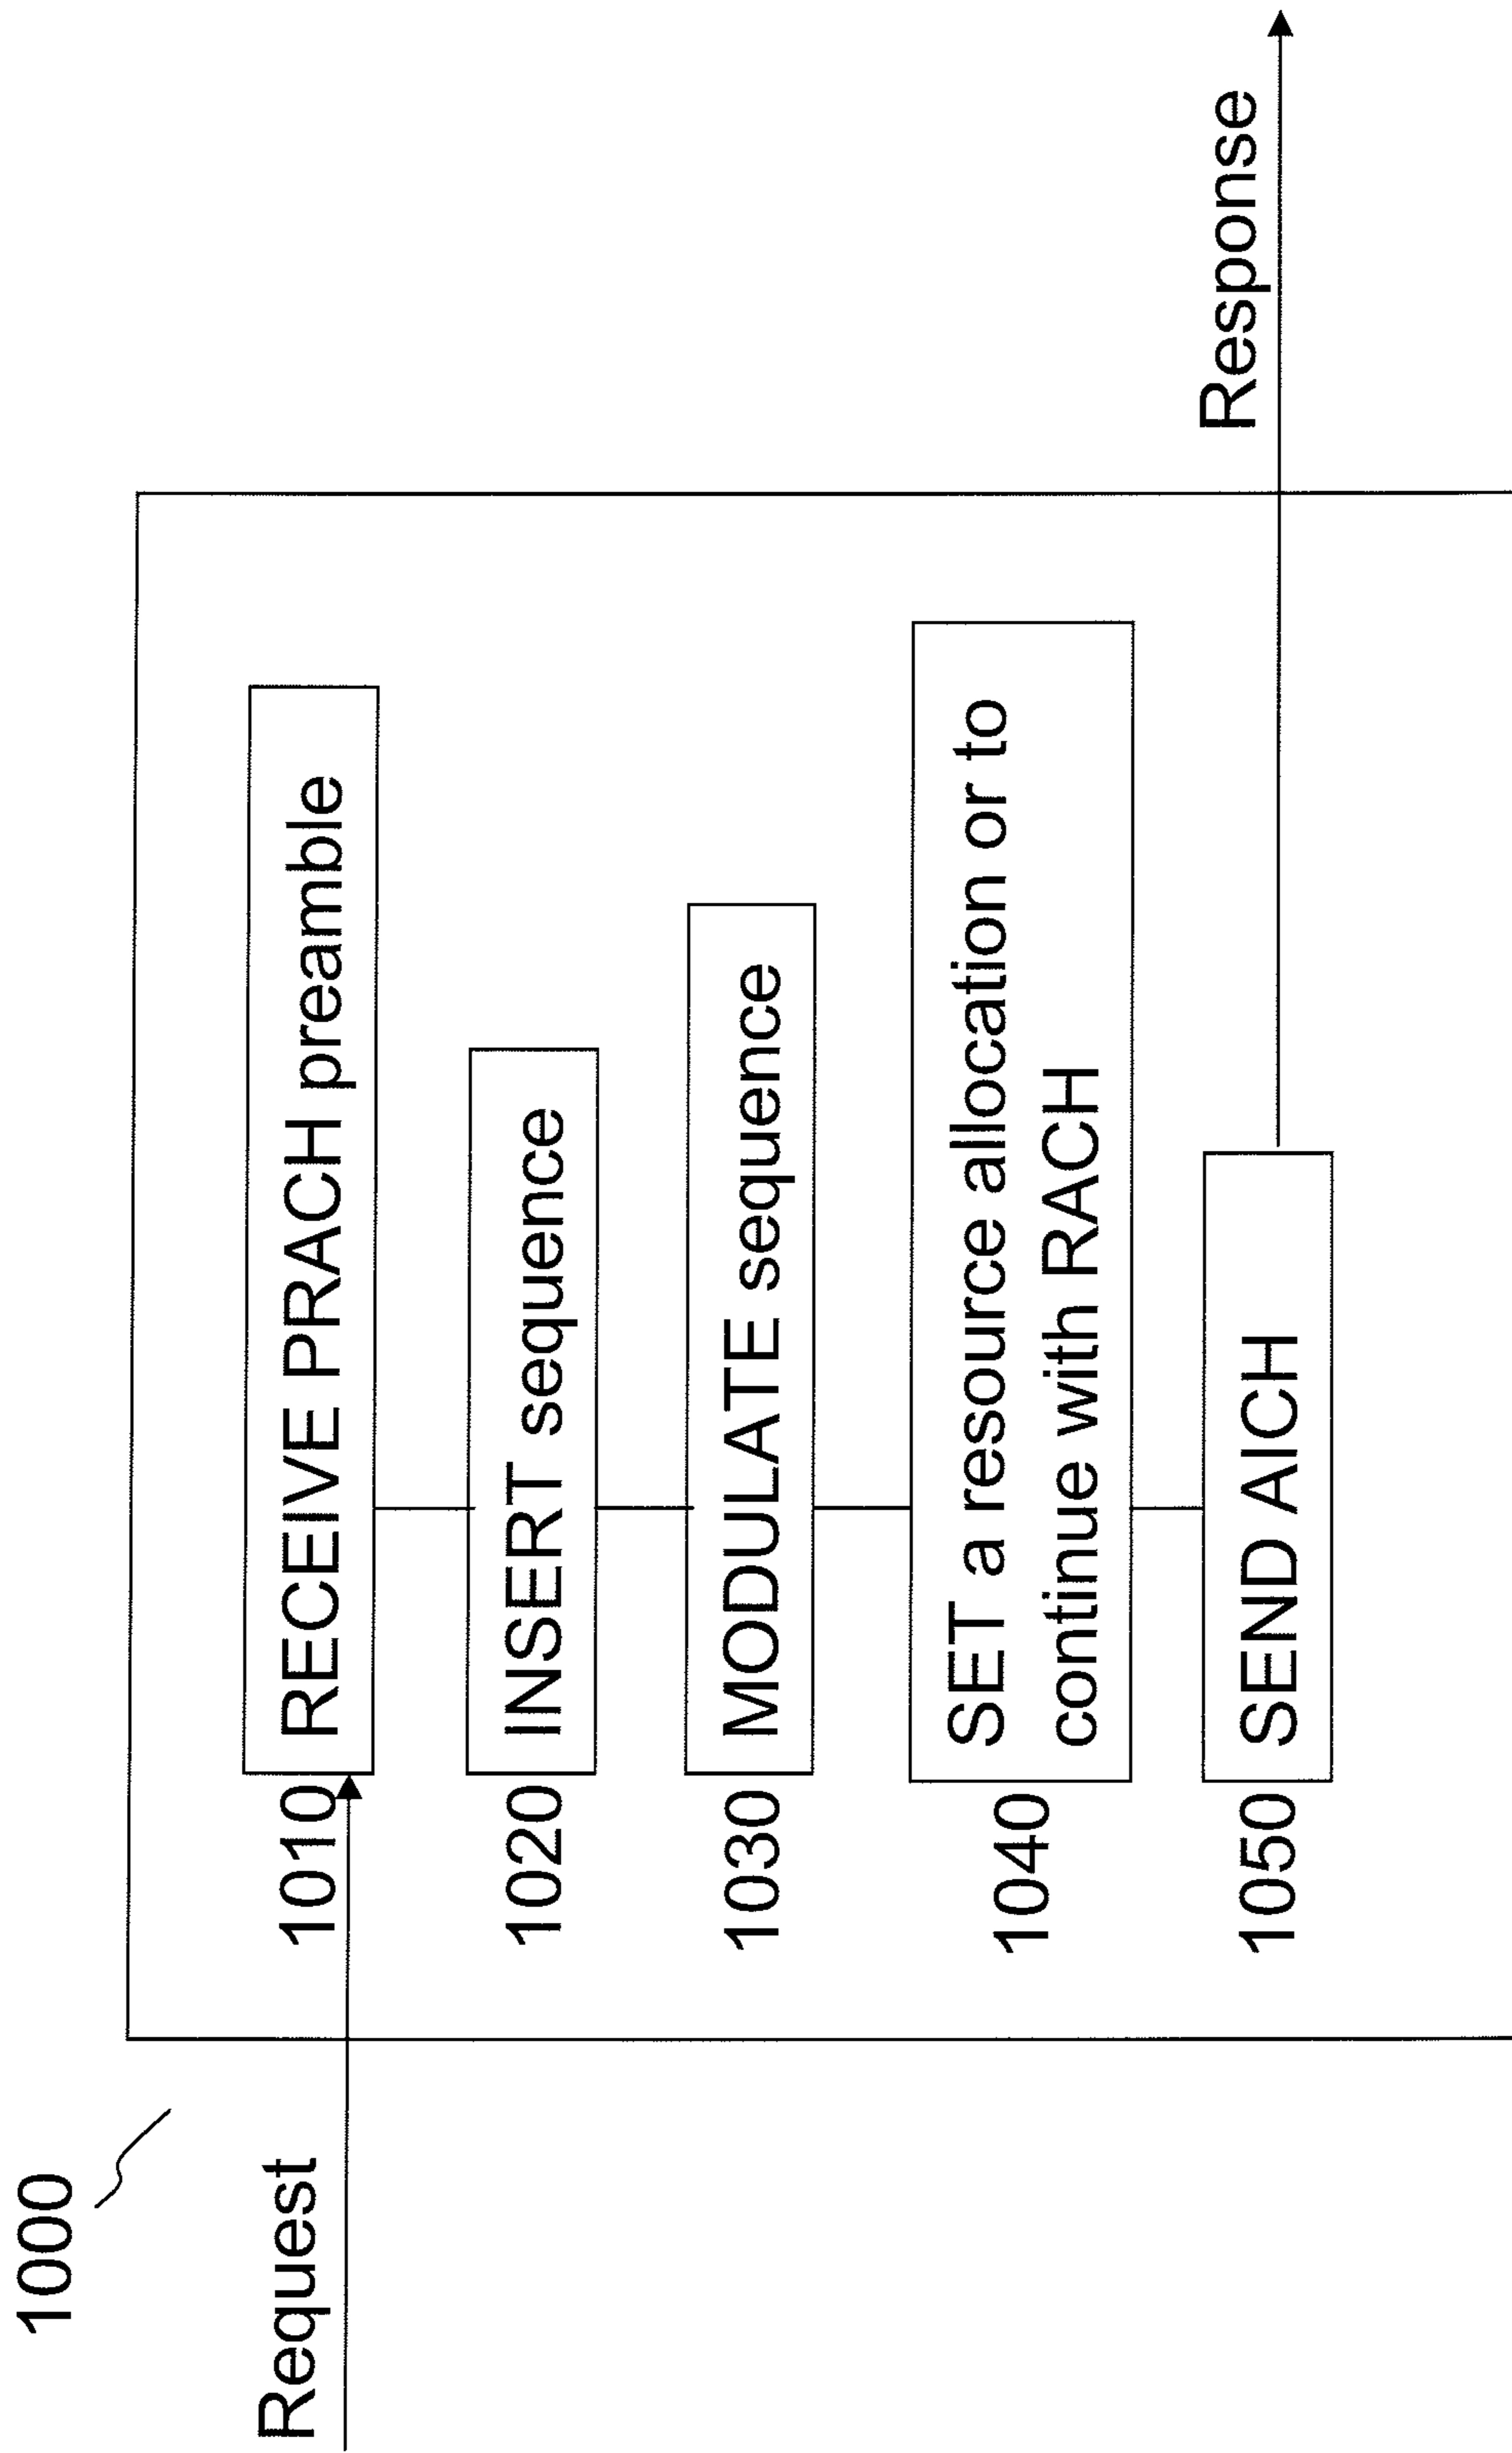 1000
Request
1010 RECEIVE PRACH preamble
1020 INSERT sequence
1030 MODULATE sequence
1040 SET a resource allocation or to
continue with RACH
1050 SEND AICH
Response